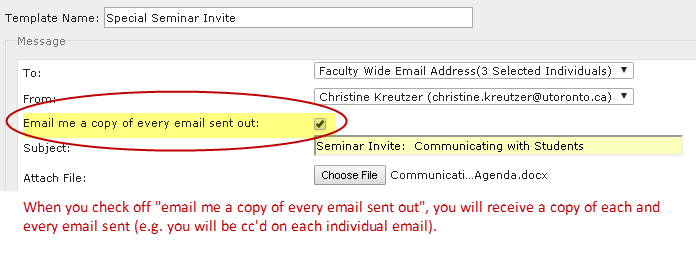 Template Name: Special Seminar Invite
Message
To: Faculty Wide Email Address(3 Selected Individuals)
From: Christine Kreutzer (christine.kreutzer@utoronto.ca)
Email me a copy of every email sent out:
Subject: Seminar Invite:  Communicating with Students
Attach File: Choose File Communicati...Agenda.docx
When you check off "email me a copy of every email sent out", you will receive a copy of each and
every email sent (e.g. you will be cc'd on each individual email).